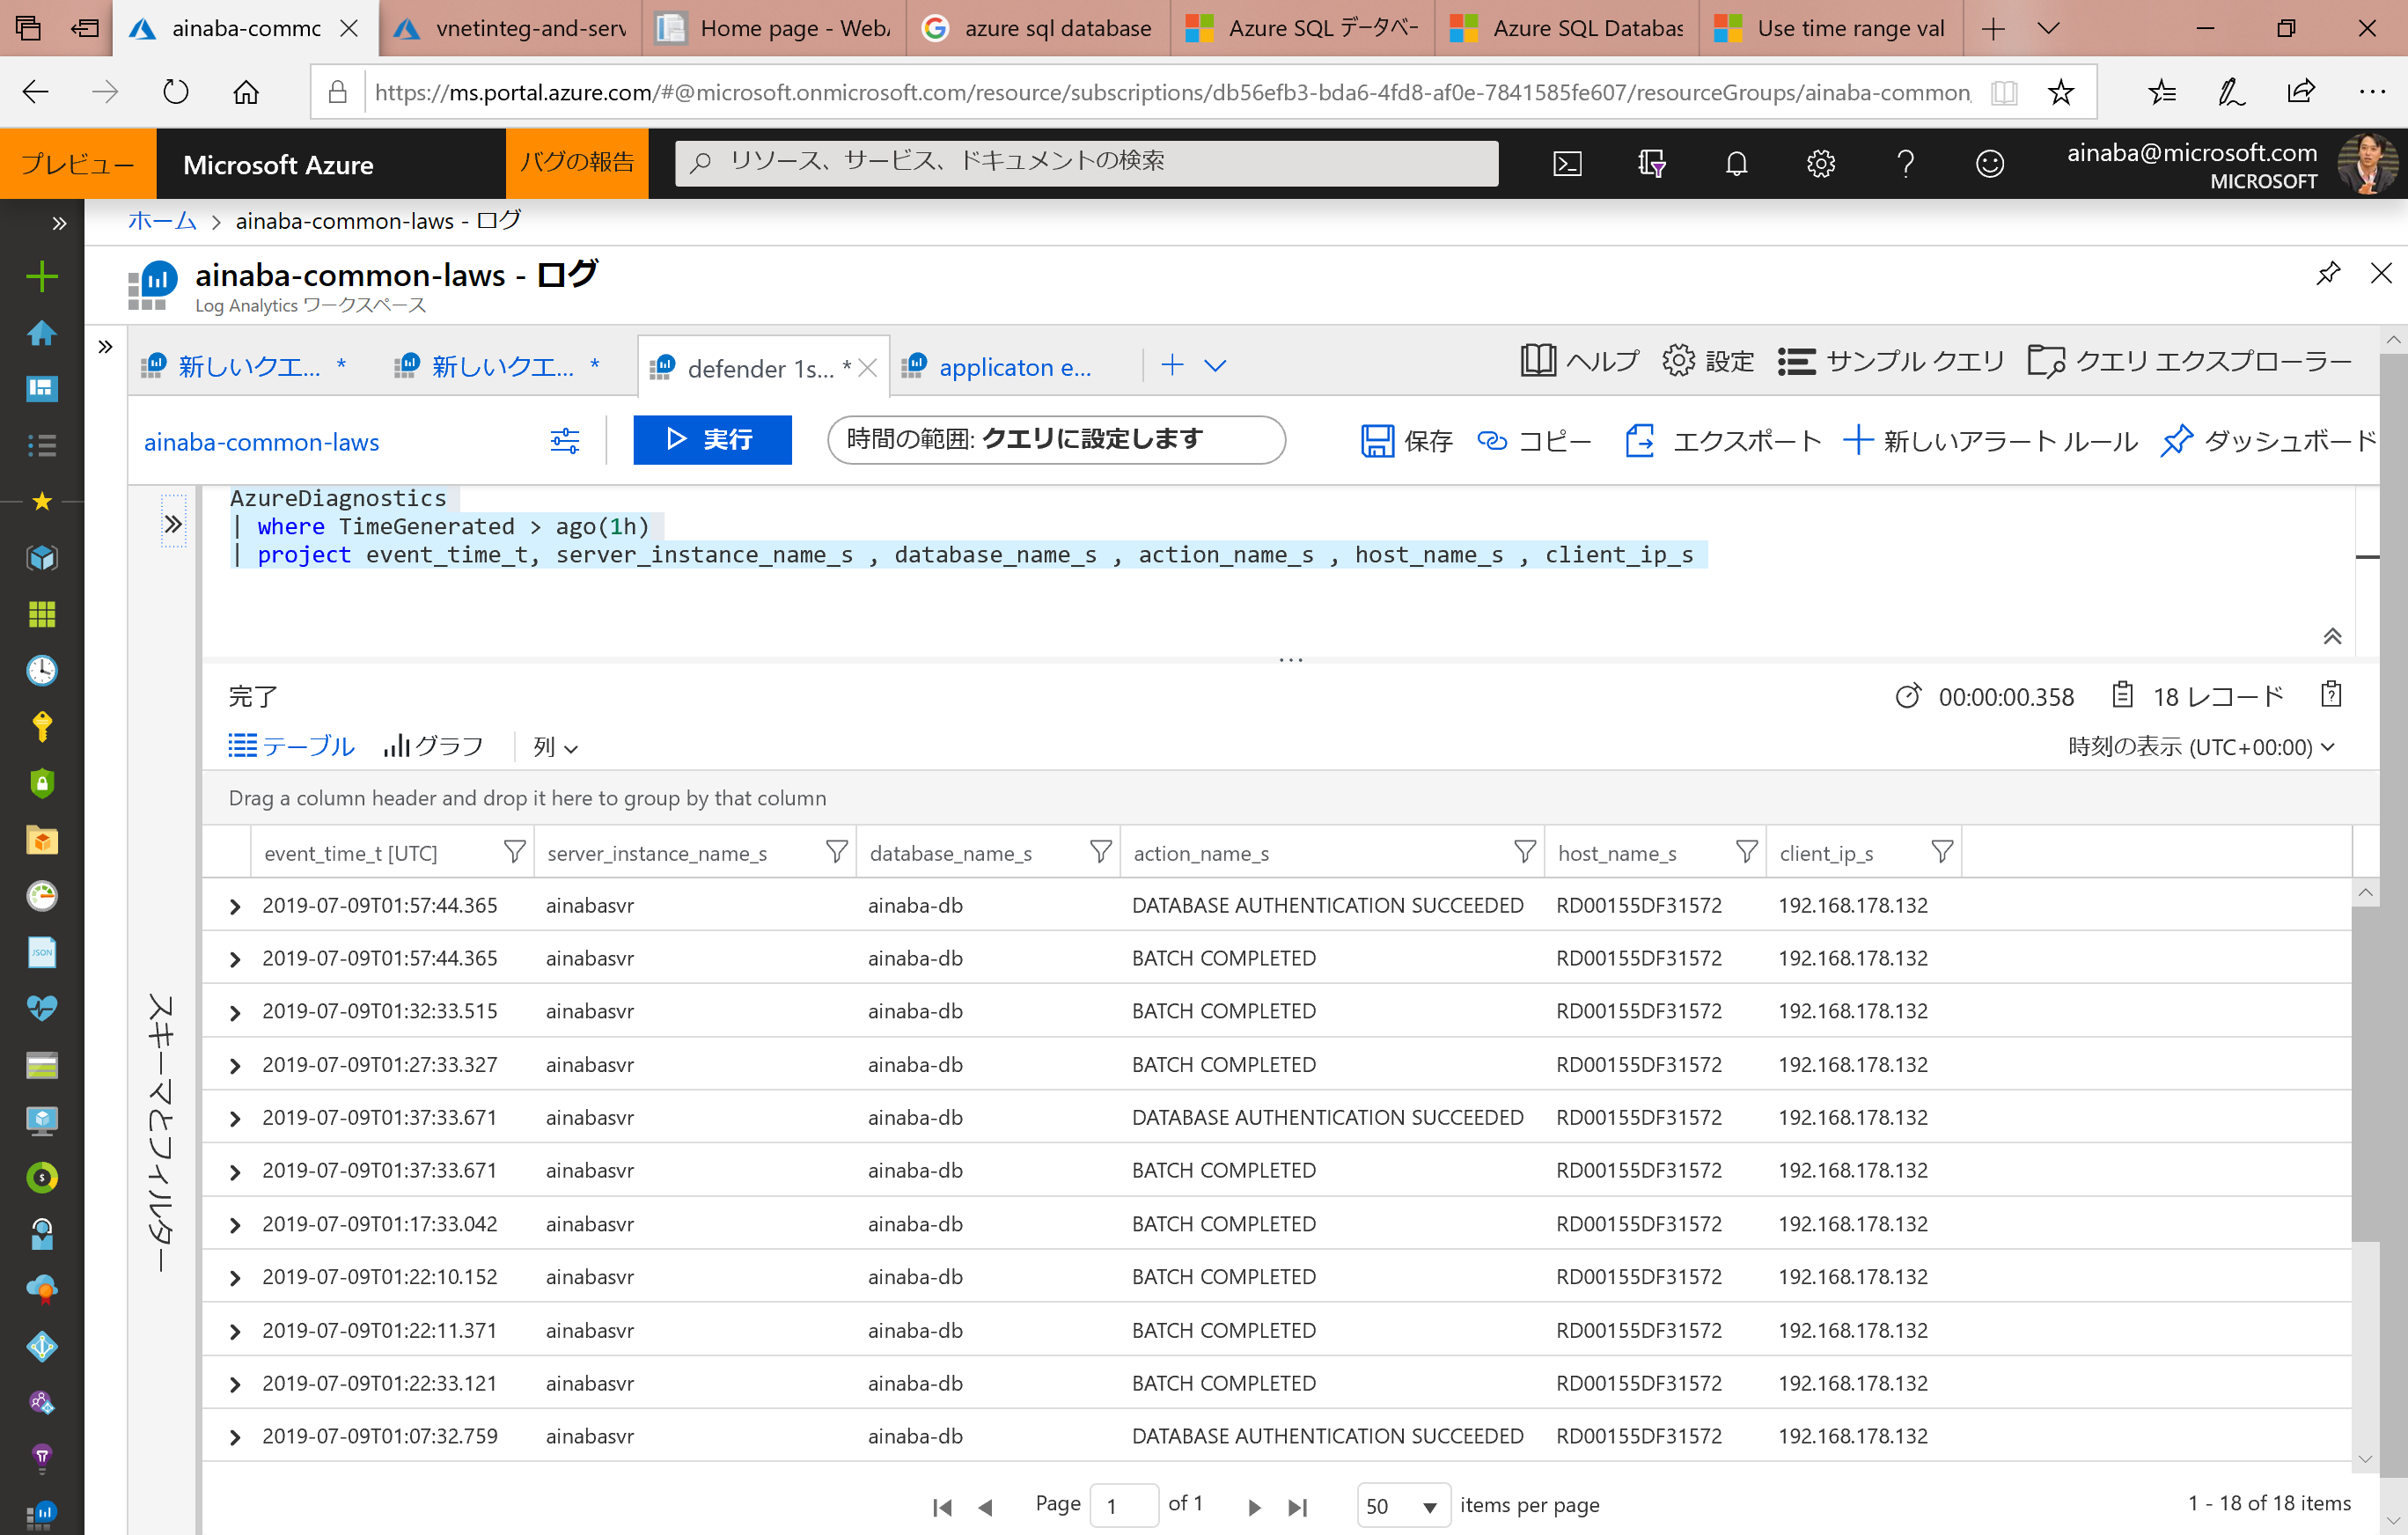 ainaba-commc
vnetinteg-and-serv
Home page - WebA
azure sql database
Azure SQL データベー
Azure SQL Databas
Use time range val
https://ms.portal.azure.com/#@microsoft.onmicrosoft.com/resource/subscriptions/db56efb3-bda6-4fd8-af0e-7841585fe607/resourceGroups/ainaba-common
プレビュー
Microsoft Azure
バグの報告
リソース、サービス、ドキュメントの検索
ainaba@microsoft.com
MICROSOFT
ホーム > ainaba-common-laws - ログ
ainaba-common-laws - ログ
Log Analytics ワークスペース
新しいクエ... *
新しいクエ... *
defender 1s... *
applicaton e...
ヘルプ
設定
サンプル クエリ
クエリ エクスプローラー
ainaba-common-laws
実行
時間の範囲: クエリに設定します
保存
コピー
エクスポート
新しいアラート ルール
ダッシュボード
AzureDiagnostics
| where TimeGenerated > ago(1h)
| project event_time_t, server_instance_name_s , database_name_s , action_name_s , host_name_s , client_ip_s
...
完了
00:00:00.358
18 レコード
テーブル
グラフ
列
時刻の表示 (UTC+00:00)
Drag a column header and drop it here to group by that column
event_time_t [UTC] server_instance_name_s database_name_s action_name_s host_name_s client_ip_s
2019-07-09T01:57:44.365 ainabasvr ainaba-db DATABASE AUTHENTICATION SUCCEEDED RD00155DF31572 192.168.178.132
2019-07-09T01:57:44.365 ainabasvr ainaba-db BATCH COMPLETED RD00155DF31572 192.168.178.132
2019-07-09T01:32:33.515 ainabasvr ainaba-db BATCH COMPLETED RD00155DF31572 192.168.178.132
2019-07-09T01:27:33.327 ainabasvr ainaba-db BATCH COMPLETED RD00155DF31572 192.168.178.132
2019-07-09T01:37:33.671 ainabasvr ainaba-db DATABASE AUTHENTICATION SUCCEEDED RD00155DF31572 192.168.178.132
2019-07-09T01:37:33.671 ainabasvr ainaba-db BATCH COMPLETED RD00155DF31572 192.168.178.132
2019-07-09T01:17:33.042 ainabasvr ainaba-db BATCH COMPLETED RD00155DF31572 192.168.178.132
2019-07-09T01:22:10.152 ainabasvr ainaba-db BATCH COMPLETED RD00155DF31572 192.168.178.132
2019-07-09T01:22:11.371 ainabasvr ainaba-db BATCH COMPLETED RD00155DF31572 192.168.178.132
2019-07-09T01:22:33.121 ainabasvr ainaba-db BATCH COMPLETED RD00155DF31572 192.168.178.132
2019-07-09T01:07:32.759 ainabasvr ainaba-db DATABASE AUTHENTICATION SUCCEEDED RD00155DF31572 192.168.178.132
スキーマとフィルター
JSON
Page 1 of 1
50 items per page
1 - 18 of 18 items